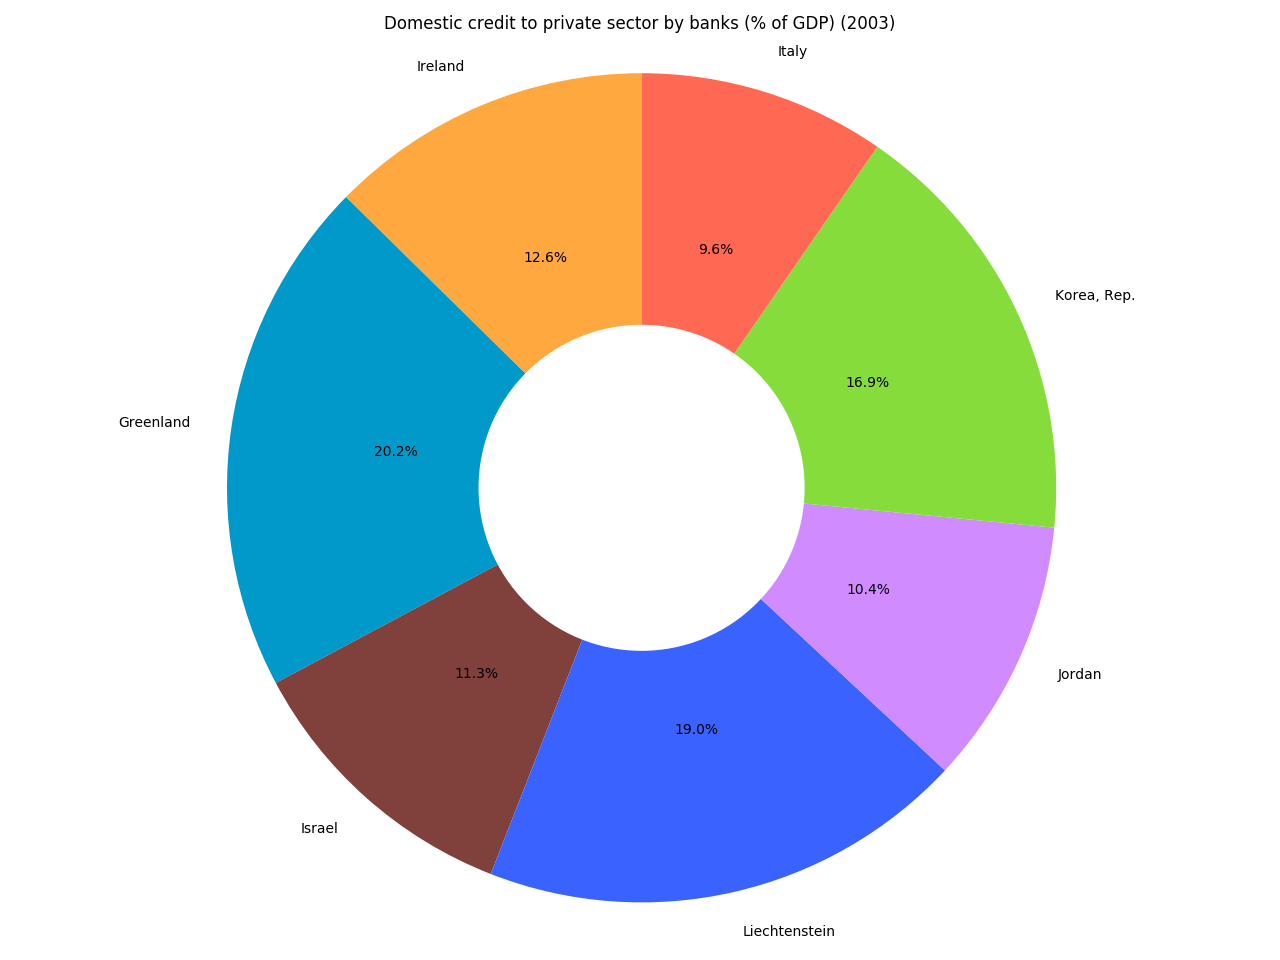 Domestic credit to private sector by banks (% of GDP) (2003)
Italy
Ireland
9.6%
12.6%
Korea, Rep.
16.9%
Greenland
20.2%
10.4%
Jordan
11.3%
19.0%
Israel
Liechtenstein